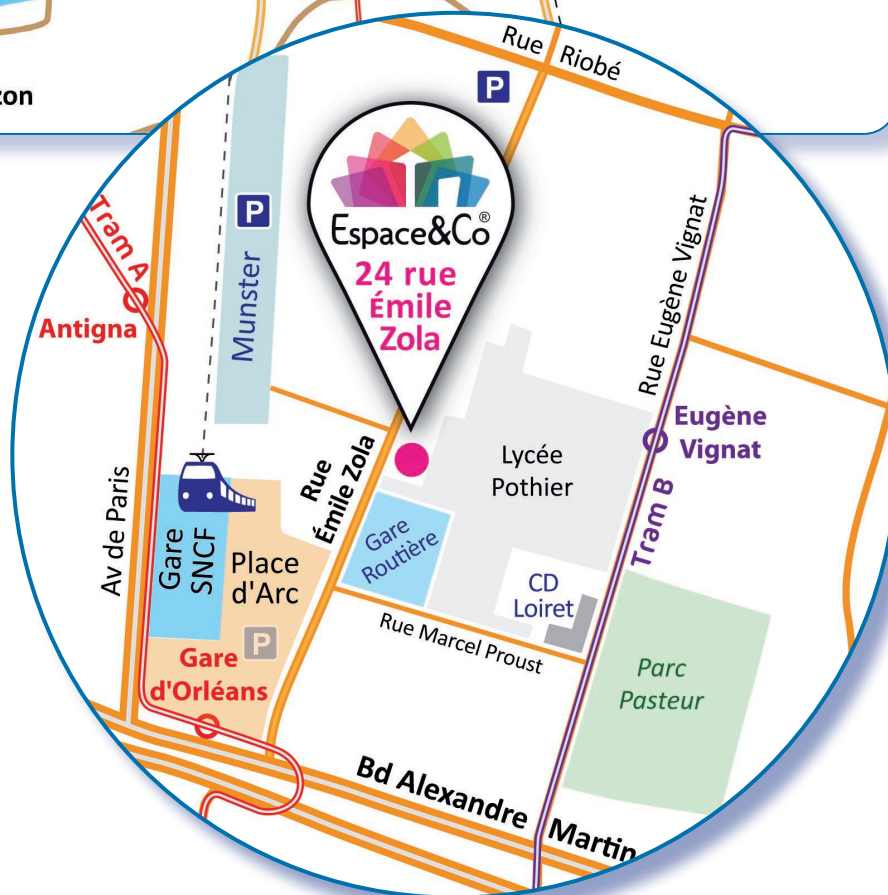 Rue Riobé
P
P
Espace&Co®
24 rue
Émile
Zola
Tram A
Antigna
Munster
Rue Eugène Vignat
Eugène
Vignat
Tram B
Lycée
Pothier
Rue
Émile Zola
Av de Paris
Gare
SNCF
Place
d'Arc
P
Gare
Routière
CD
Loiret
Rue Marcel Proust
Gare
d'Orléans
Parc
Pasteur
Bd Alexandre Martin